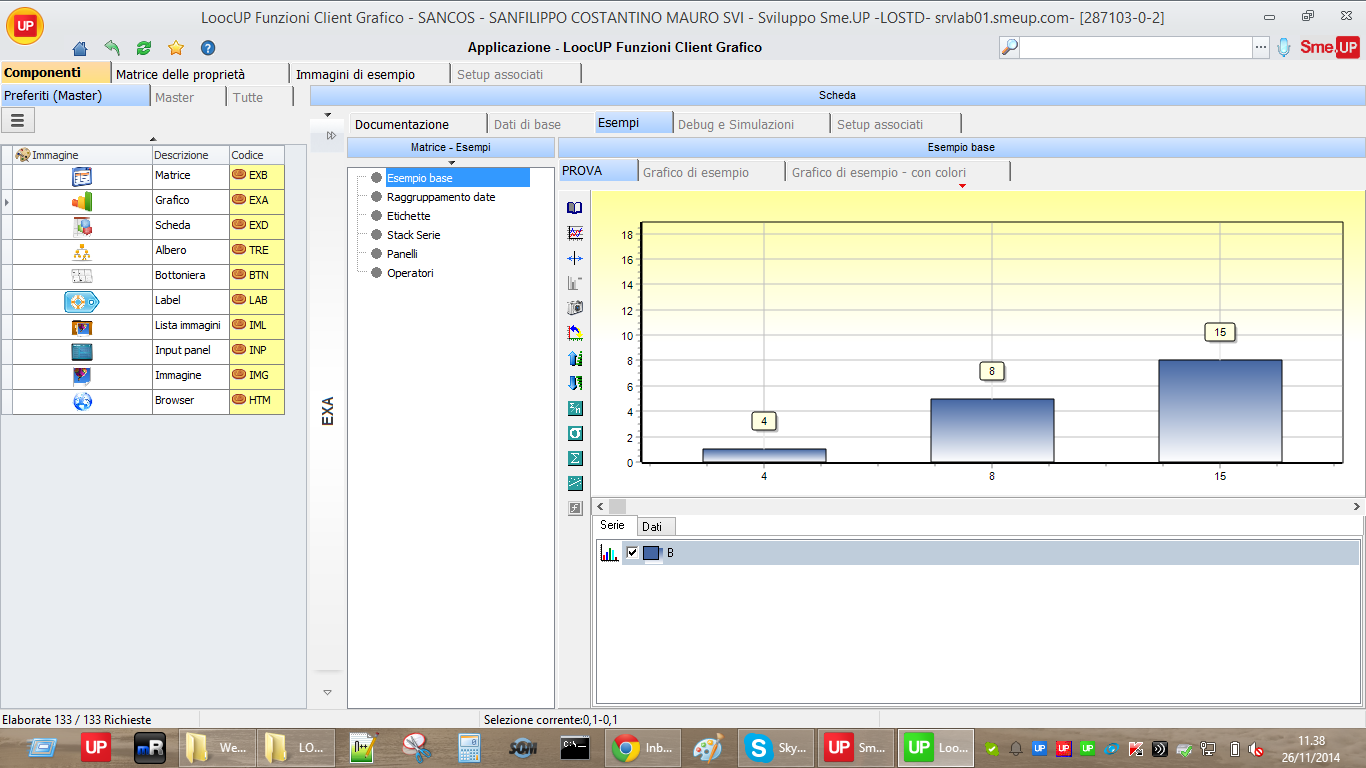 UP
LoocUP Funzioni Client Grafico - SANCOS - SANFILIPPO COSTANTINO MAURO SVI - Sviluppo Sme.UP -LOSTD- srvlab01.smeup.com- [287103-0-2]
Applicazione - LoocUP Funzioni Client Grafico
Sme.UP
Componenti Matrice delle proprietà Immagini di esempio Setup associati
Preferiti (Master) Master Tutte
Scheda
Documentazione Dati di base Esempi Debug e Simulazioni Setup associati
Matrice - Esempi
Esempio base
Immagine Descrizione Codice
Matrice EXB
Grafico EXA
Scheda EXD
Albero TRE
Bottoniera BTN
Label LAB
Lista immagini IML
Input panel INP
Immagine IMG
Browser HTM
EXA
Esempio base
Raggruppamento date
Etichette
Stack Serie
Panelli
Operatori
PROVA Grafico di esempio Grafico di esempio - con colori
18
16
14
12
10
8
6
4
2
0
4
8
15
4 8 15
Serie Dati
B
Elaborate 133 / 133 Richieste
Selezione corrente:0,1-0,1
UP
mR
We...
LO...
SQM
C:\
Inb...
Sky...
UP Sm...
UP Loo...
UP UP UP
11.38
26/11/2014